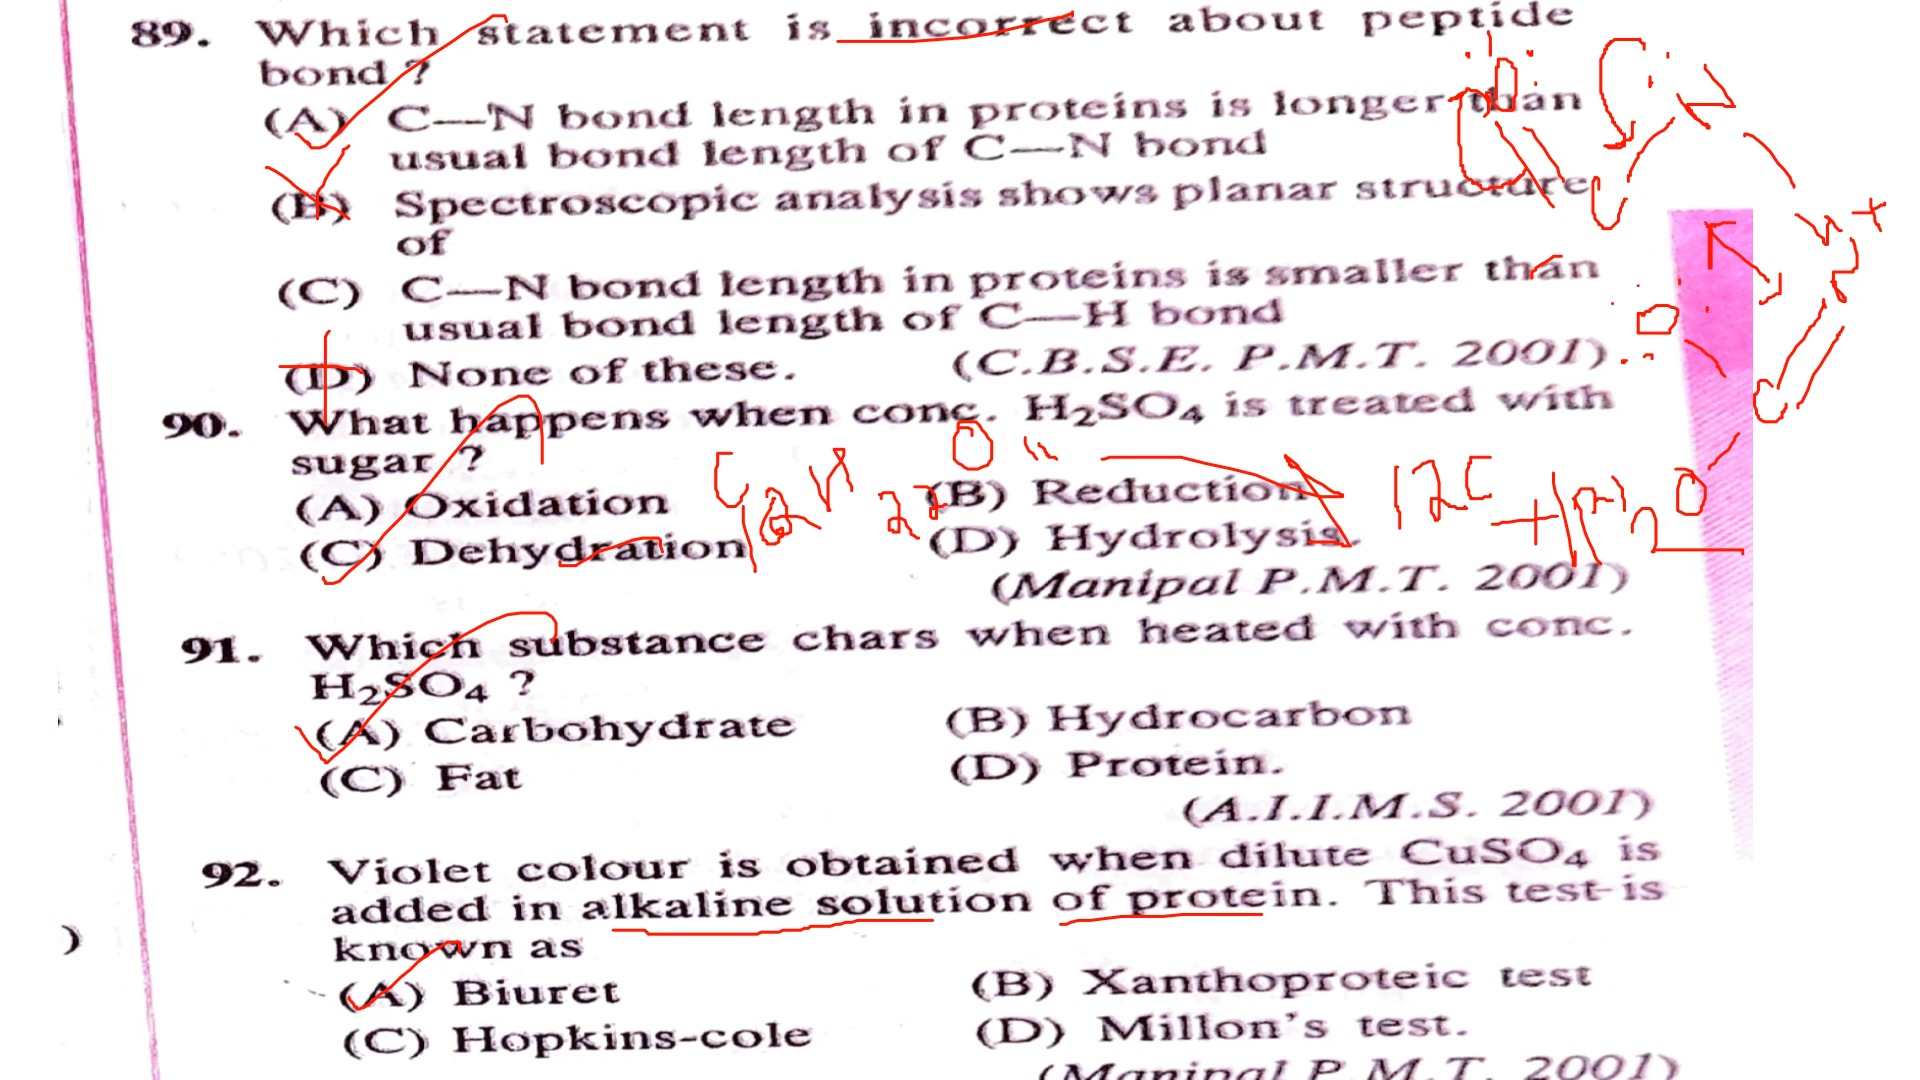 89. Which statement is incorrect about peptide
bond ?
(A) C—N bond length in proteins is longer than
usual bond length of C—N bond
(B) Spectroscopic analysis shows planar structure
of
(C) C—N bond length in proteins is smaller than
usual bond length of C—H bond
(D) None of these. (C.B.S.E. P.M.T. 2001)
90. What happens when conc. H₂SO₄ is treated with
sugar ?
(A) Oxidation (B) Reduction
(C) Dehydration (D) Hydrolysis.
(Manipal P.M.T. 2001)
91. Which substance chars when heated with conc.
H₂SO₄ ?
(A) Carbohydrate (B) Hydrocarbon
(C) Fat (D) Protein.
(A.I.I.M.S. 2001)
92. Violet colour is obtained when dilute CuSO₄ is
added in alkaline solution of protein. This test is
known as
(A) Biuret (B) Xanthoproteic test
(C) Hopkins-cole (D) Millon's test.
(Manipal P.M.T. 2001)